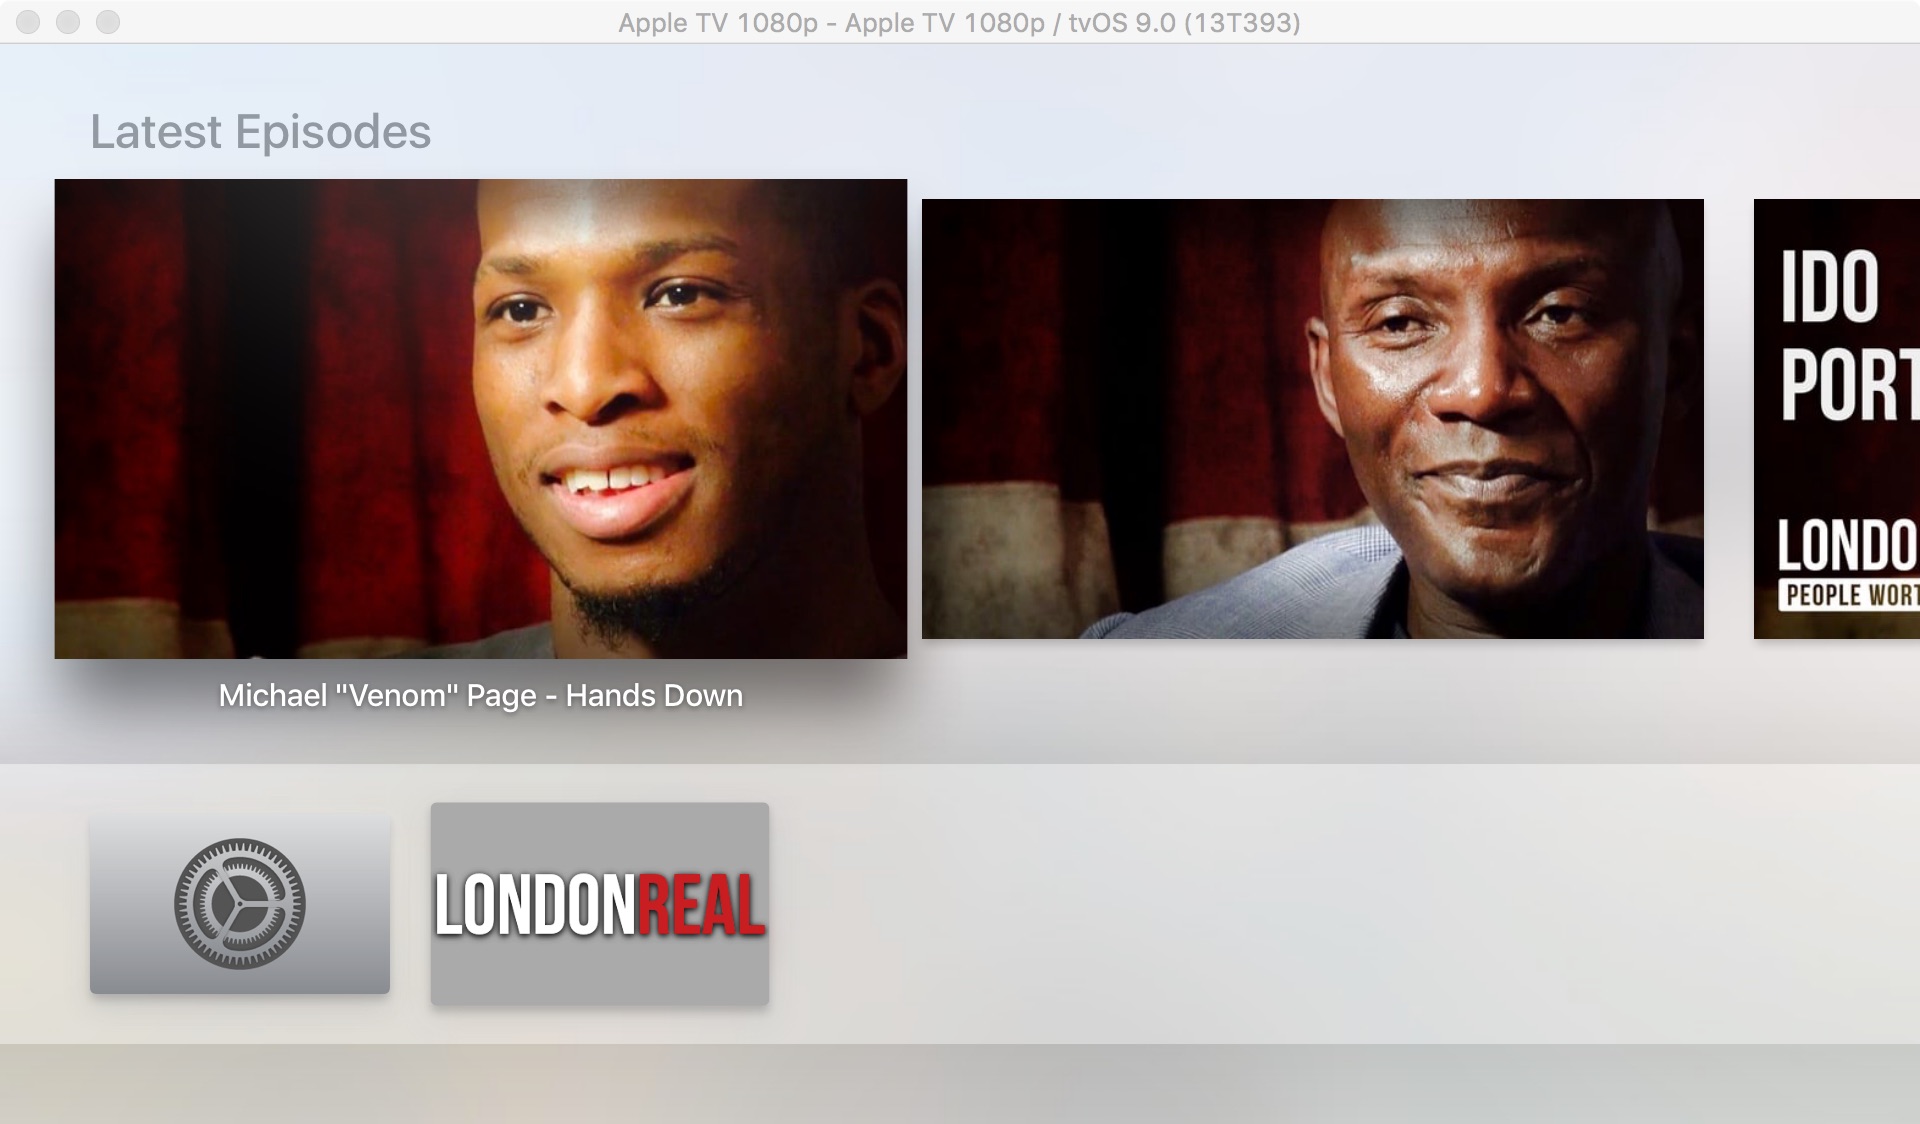 Apple TV 1080p - Apple TV 1080p / tvOS 9.0 (13T393)
Latest Episodes
IDO
PORT
LONDO
PEOPLE WORT
Michael "Venom" Page - Hands Down
LONDONREAL